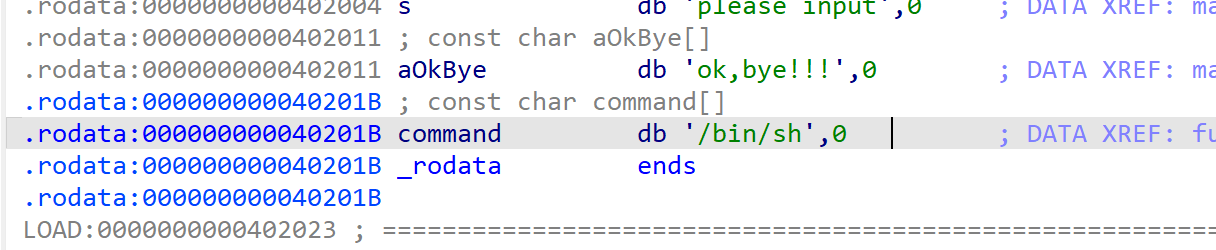 .rodata:0000000000402004 s db 'please input',0 ; DATA XREF: ma
.rodata:0000000000402011 ; const char aOkBye[]
.rodata:0000000000402011 aOkBye db 'ok,bye!!!',0 ; DATA XREF: ma
.rodata:000000000040201B ; const char command[]
.rodata:000000000040201B command db '/bin/sh',0 ; DATA XREF: fu
.rodata:000000000040201B _rodata ends
.rodata:000000000040201B
LOAD:0000000000402023 ; ========================================================